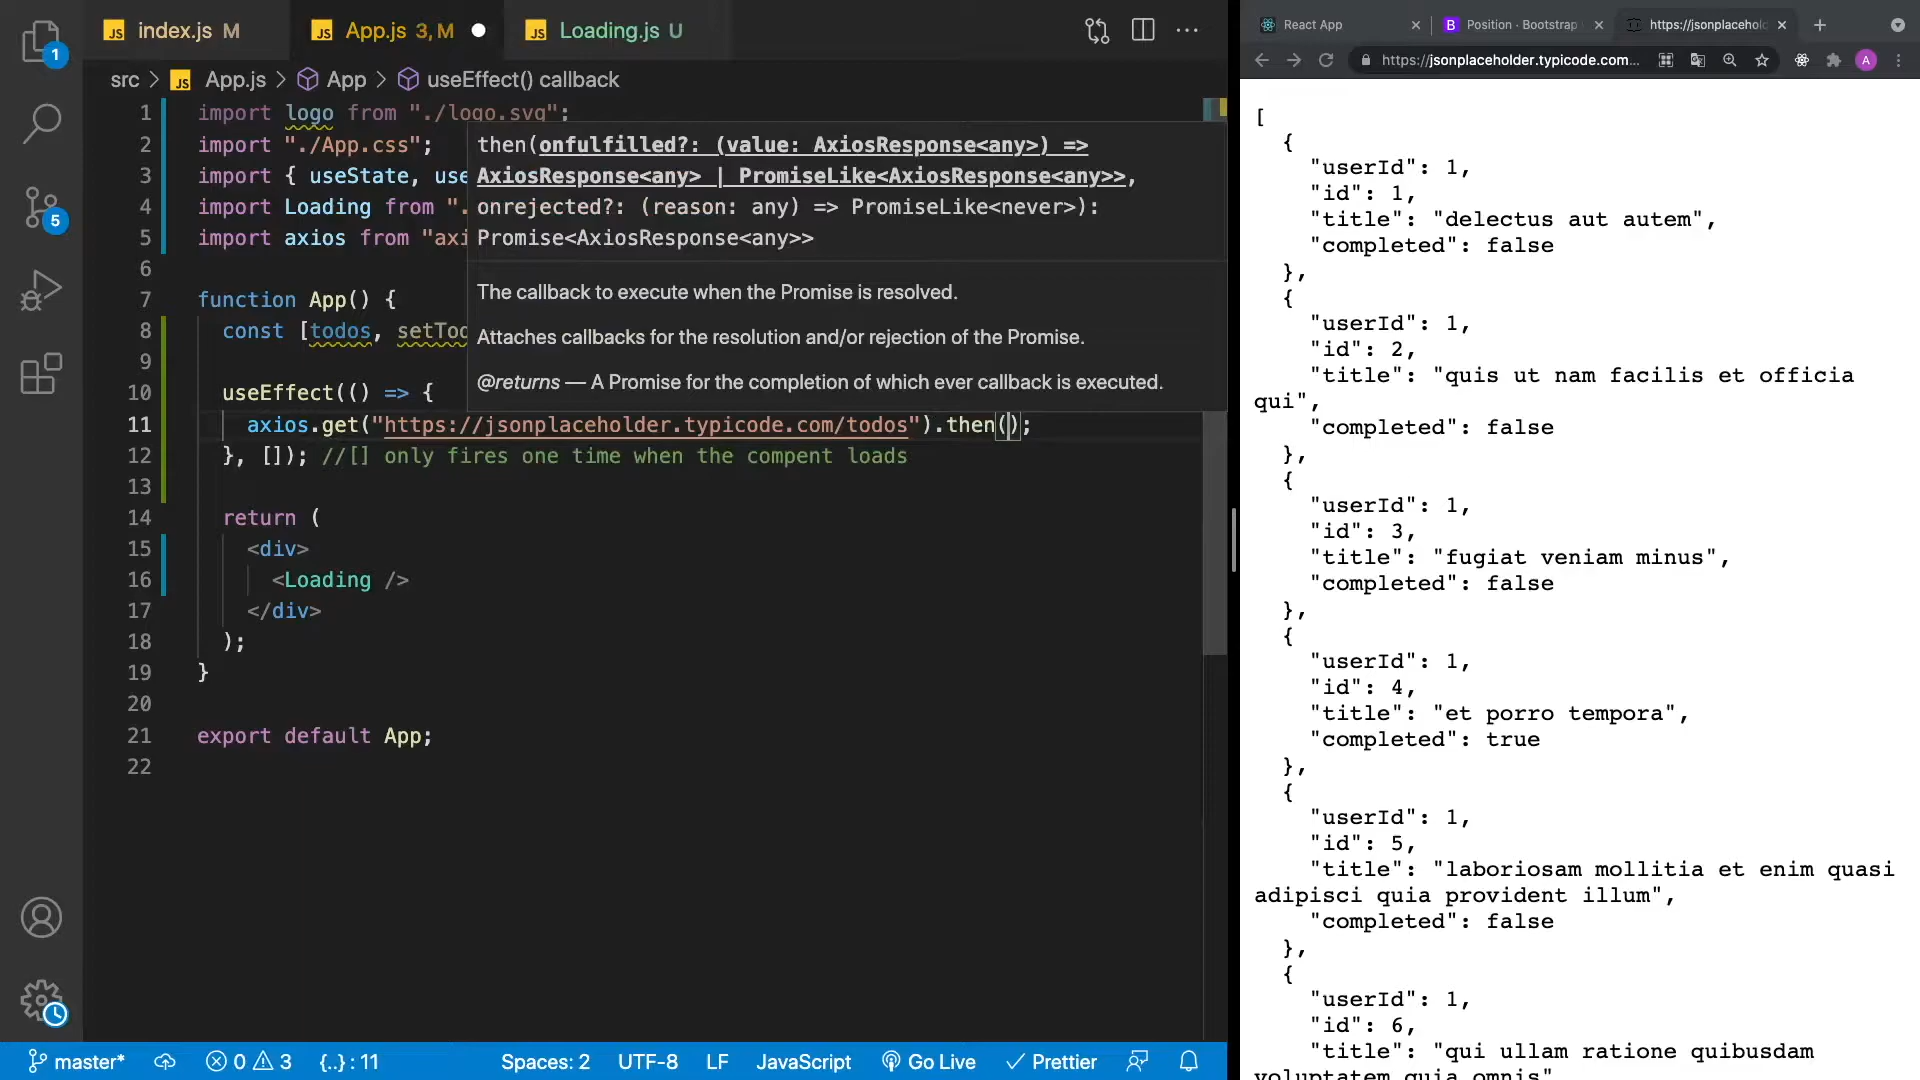 index.js M
App.js 3, M
Loading.js U
src > App.js > App > useEffect() callback
1 import logo from "./logo.svg";
2 import "./App.css";
3 import { useState, use
4 import Loading from ".
5 import axios from "axi
6
7 function App() {
8 const [todos, setTod
9
10 useEffect(() => {
11 axios.get("https://jsonplaceholder.typicode.com/todos").then();
12 }, []); //[] only fires one time when the compent loads
13
14 return (
15 <div>
16 <Loading />
17 </div>
18 );
19 }
20
21 export default App;
22
then(onfulfilled?: (value: AxiosResponse<any>) =>
AxiosResponse<any> | PromiseLike<AxiosResponse<any>>,
onrejected?: (reason: any) => PromiseLike<never>):
Promise<AxiosResponse<any>>
The callback to execute when the Promise is resolved.
Attaches callbacks for the resolution and/or rejection of the Promise.
@returns — A Promise for the completion of which ever callback is executed.
1
5
master* 0 3 {..} : 11 Spaces: 2 UTF-8 LF JavaScript Go Live Prettier
React App
Position · Bootstrap
https://jsonplacehol
https://jsonplaceholder.typicode.com...
A
[
{
"userId": 1,
"id": 1,
"title": "delectus aut autem",
"completed": false
},
{
"userId": 1,
"id": 2,
"title": "quis ut nam facilis et officia
qui",
"completed": false
},
{
"userId": 1,
"id": 3,
"title": "fugiat veniam minus",
"completed": false
},
{
"userId": 1,
"id": 4,
"title": "et porro tempora",
"completed": true
},
{
"userId": 1,
"id": 5,
"title": "laboriosam mollitia et enim quasi
adipisci quia provident illum",
"completed": false
},
{
"userId": 1,
"id": 6,
"title": "qui ullam ratione quibusdam
voluptatem quia omnis"